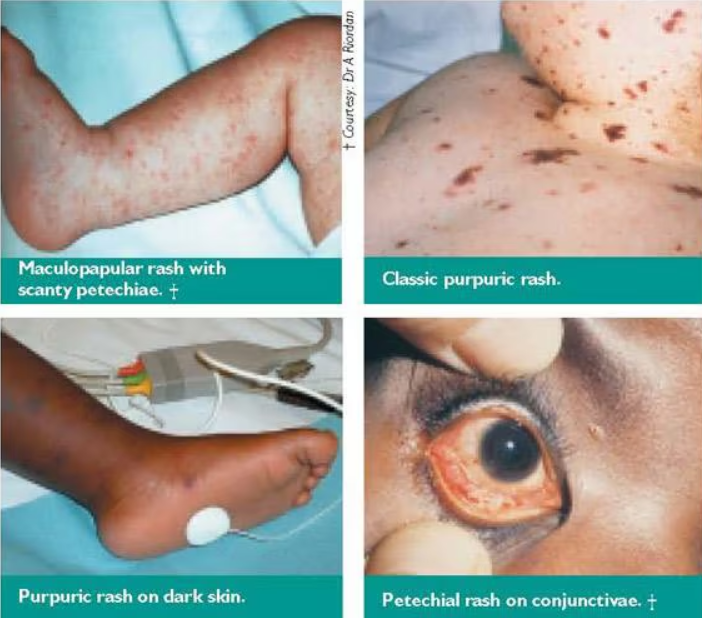 Maculopapular rash with
scanty petechiae. ‡
† Courtesy: Dr A Riordan
Classic purpuric rash.
Purpuric rash on dark skin.
Petechial rash on conjunctivae. ‡